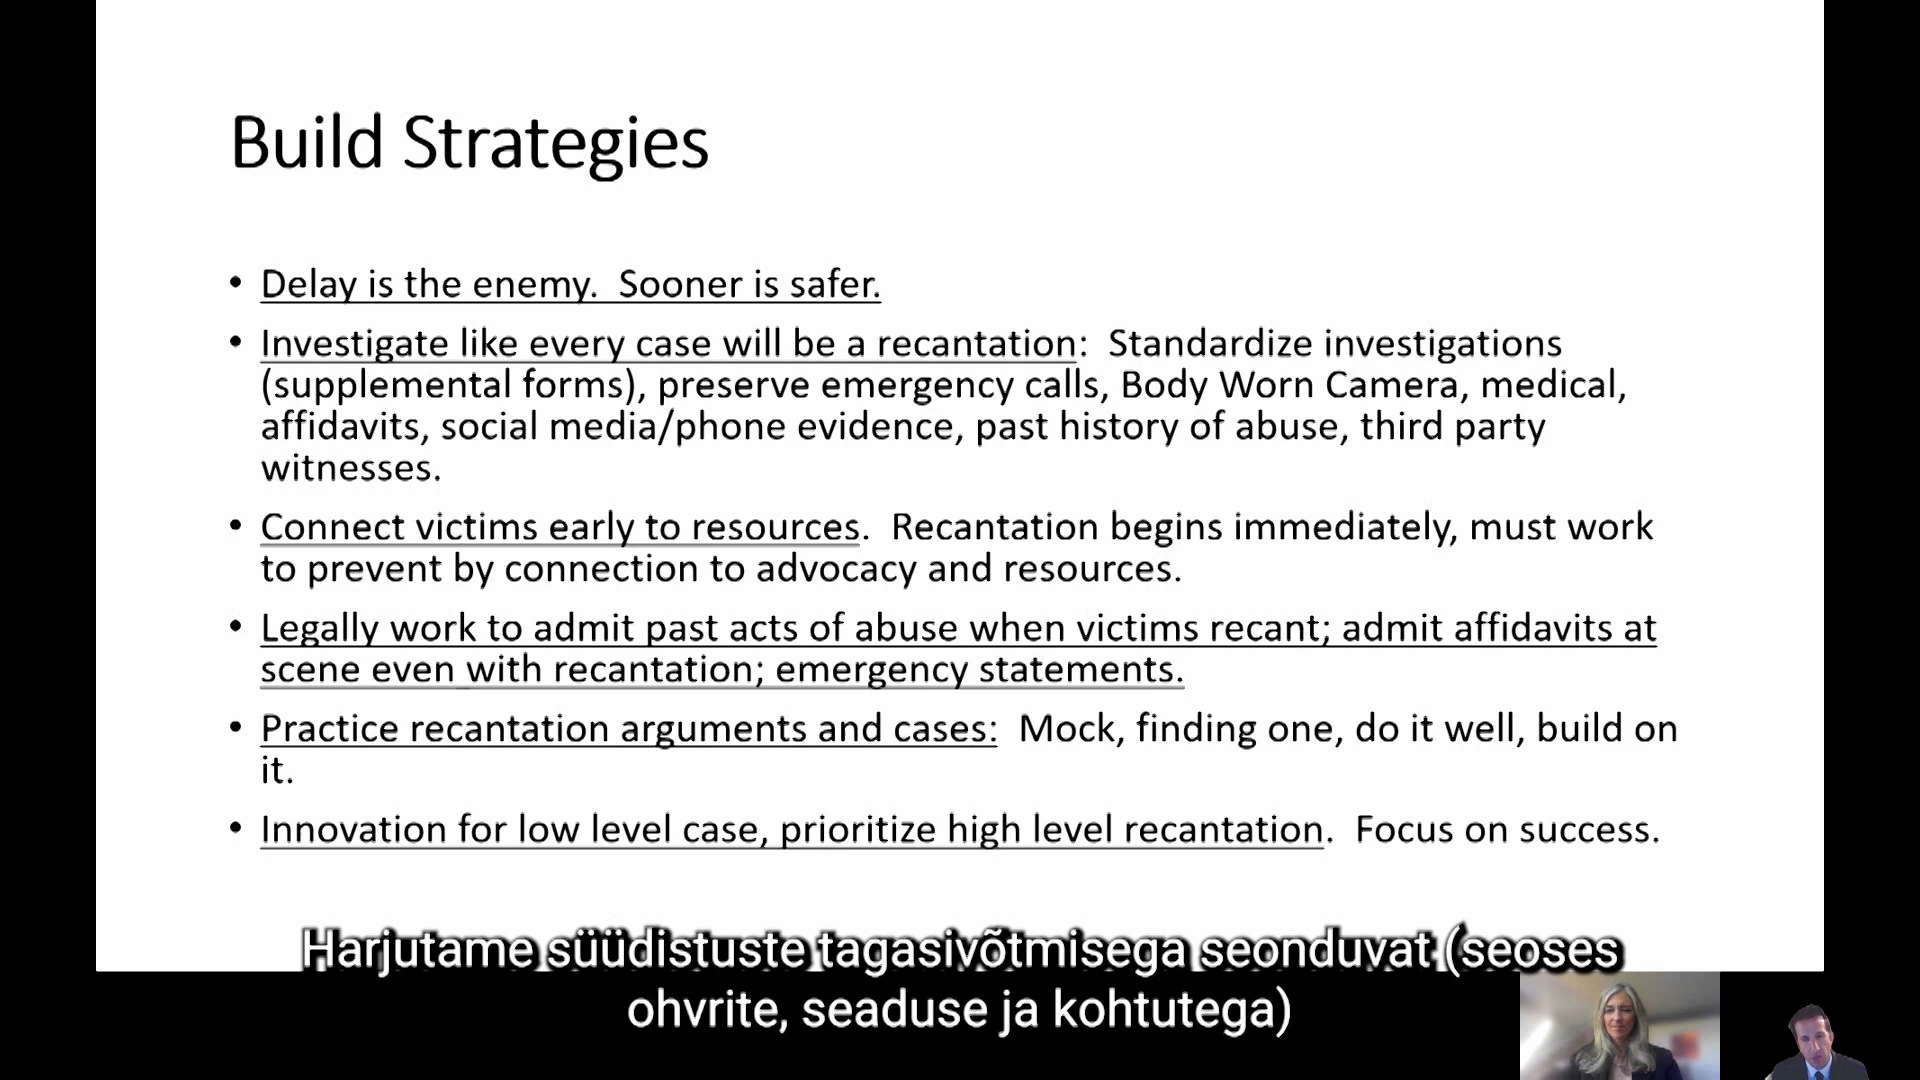 Build Strategies
• Delay is the enemy.  Sooner is safer.
• Investigate like every case will be a recantation:  Standardize investigations
(supplemental forms), preserve emergency calls, Body Worn Camera, medical,
affidavits, social media/phone evidence, past history of abuse, third party
witnesses.
• Connect victims early to resources.  Recantation begins immediately, must work
to prevent by connection to advocacy and resources.
• Legally work to admit past acts of abuse when victims recant; admit affidavits at
scene even with recantation; emergency statements.
• Practice recantation arguments and cases:  Mock, finding one, do it well, build on
it.
• Innovation for low level case, prioritize high level recantation.  Focus on success.
Harjutame süüdistuste tagasivõtmisega seonduvat (seoses
ohvrite, seaduse ja kohtutega)